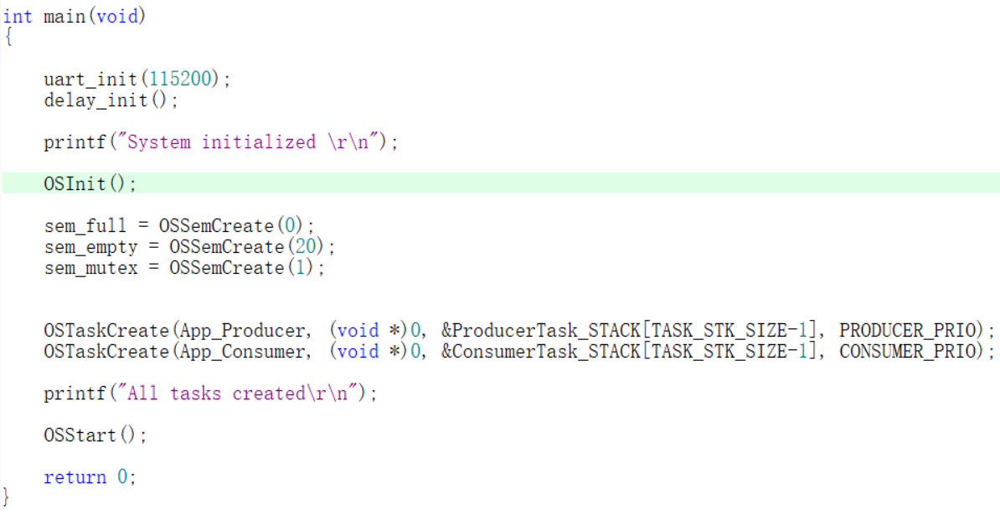 int main(void)
{
uart_init(115200);
delay_init();
printf("System initialized \r\n");
OSInit();
sem_full = OSSemCreate(0);
sem_empty = OSSemCreate(20);
sem_mutex = OSSemCreate(1);
OSTaskCreate(App_Producer, (void *)0, &ProducerTask_STACK[TASK_STK_SIZE-1], PRODUCER_PRIO);
OSTaskCreate(App_Consumer, (void *)0, &ConsumerTask_STACK[TASK_STK_SIZE-1], CONSUMER_PRIO);
printf("All tasks created\r\n");
OSStart();
return 0;
}